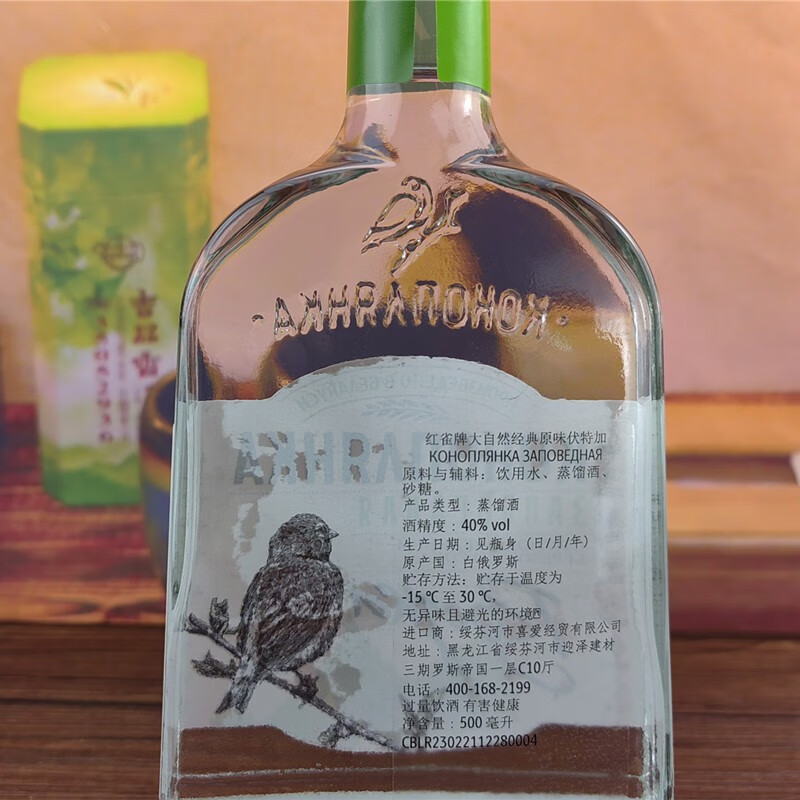 КОНОПЛЯНКА
红雀牌大自然经典原味伏特加
КОНОПЛЯНКА ЗАПОВЕДНАЯ
原料与辅料：饮用水、蒸馏酒、
砂糖。
产品类型：蒸馏酒
酒精度：40% vol
生产日期：见瓶身（日/月/年）
原产国：白俄罗斯
贮存方法：贮存于温度为
-15 ℃ 至 30 ℃,
无异味且避光的环境
进口商：绥芬河市喜爱经贸有限公司
地址：黑龙江省绥芬河市迎泽建材
三期罗斯帝国一层C10厅
电话：400-168-2199
过量饮酒 有害健康
净含量：500 毫升
CBLR23022112280004